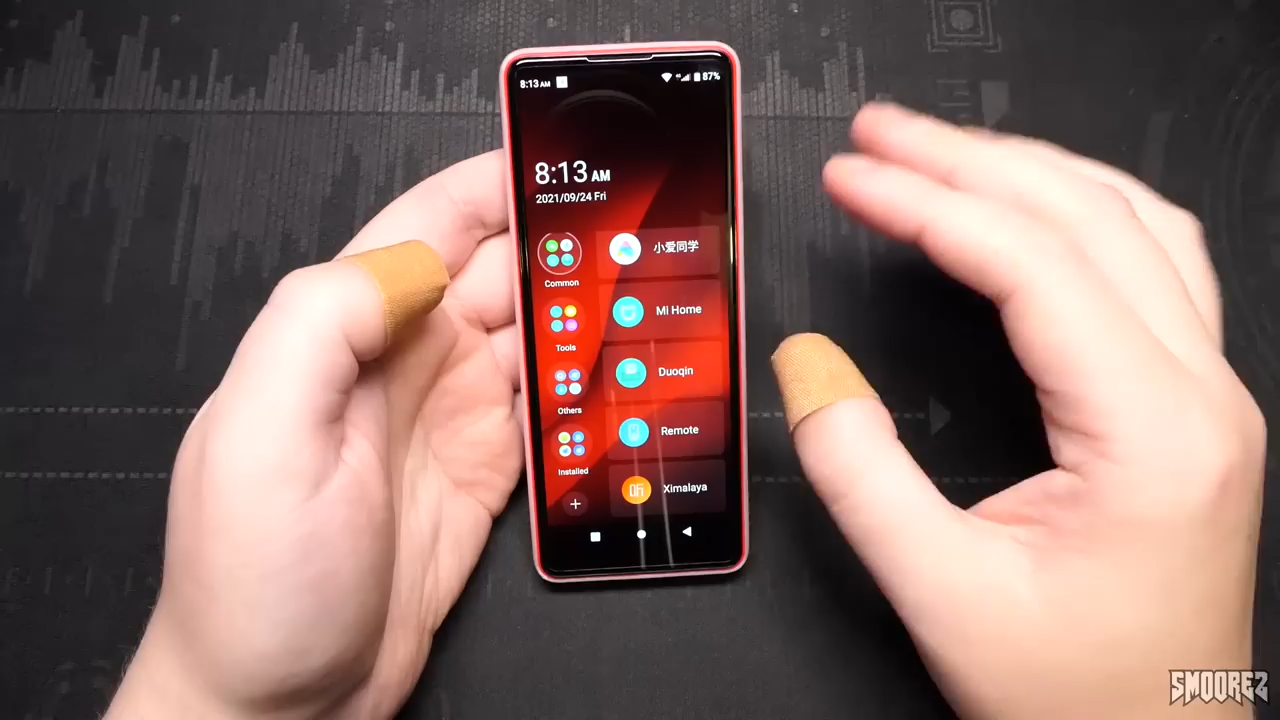 8:13 AM
87%
8:13 AM
2021/09/24 Fri
Common
小爱同学
Mi Home
Tools
Duoqin
Others
Remote
Installed
Ximalaya
SMOOREZ